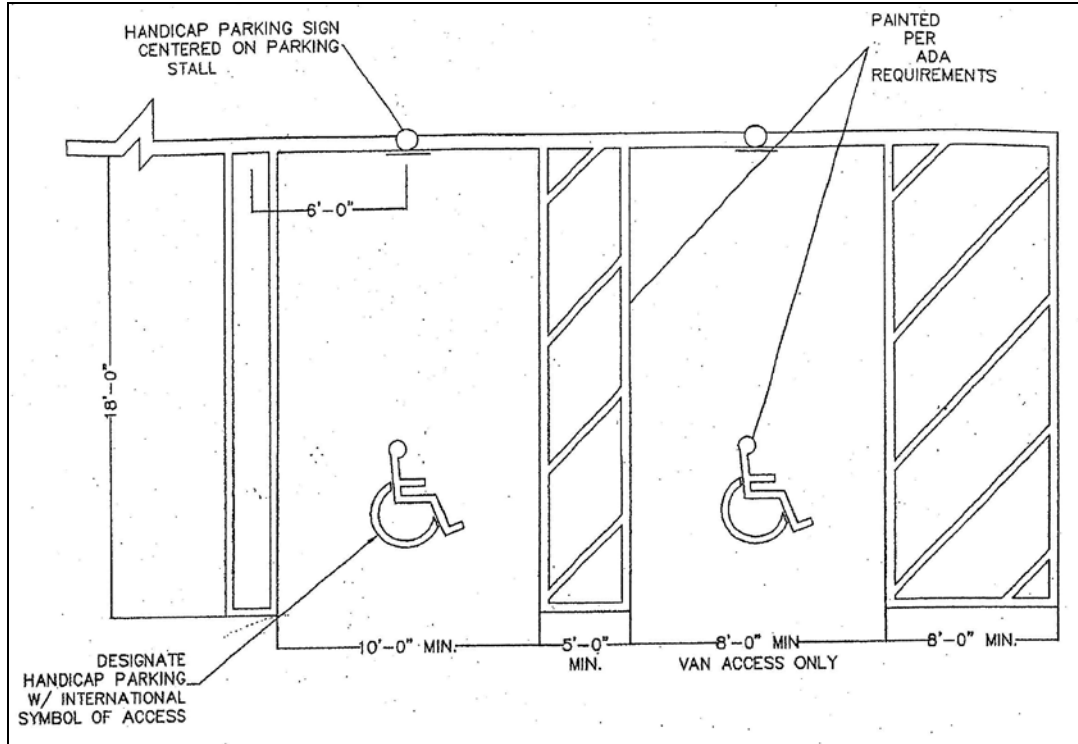 HANDICAP PARKING SIGN
CENTERED ON PARKING
STALL
PAINTED
PER
ADA
REQUIREMENTS
6'-0"
18'-0"
10'-0" MIN.
5'-0"
MIN.
8'-0" MIN
VAN ACCESS ONLY
8'-0" MIN.
DESIGNATE
HANDICAP PARKING
W/ INTERNATIONAL
SYMBOL OF ACCESS